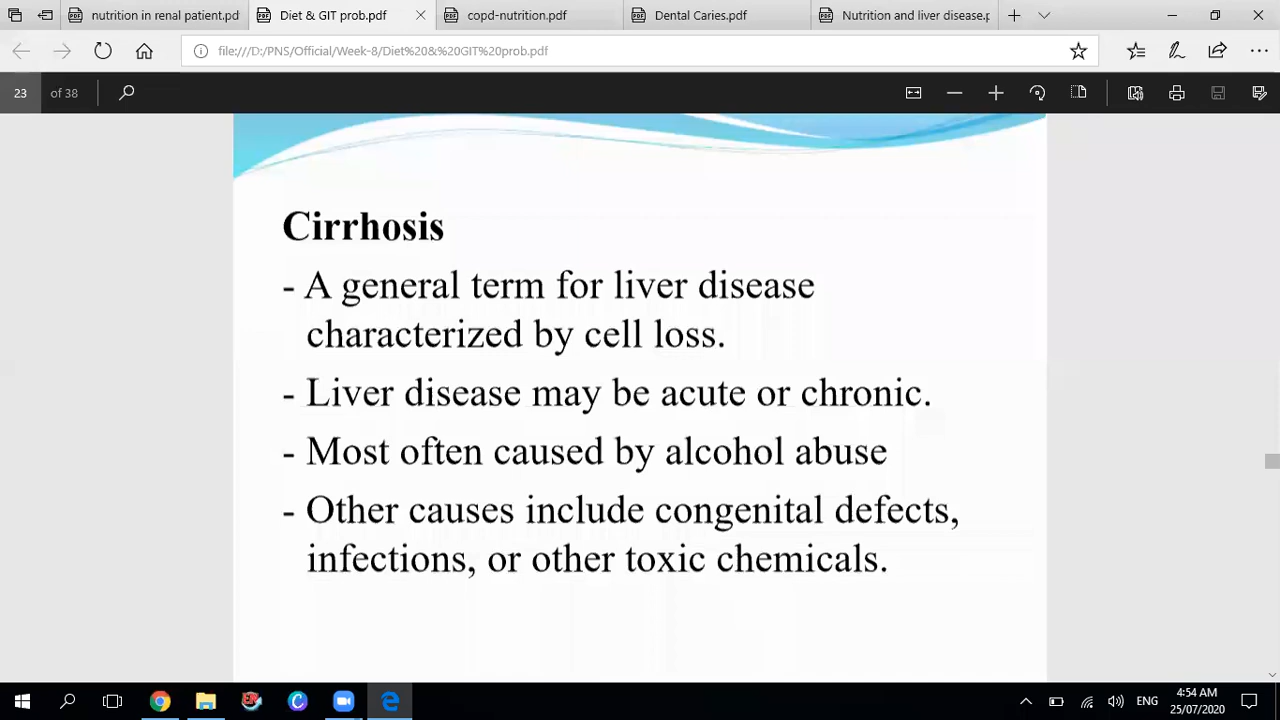 nutrition in renal patient.pd
Diet & GIT prob.pdf
copd-nutrition.pdf
Dental Caries.pdf
Nutrition and liver disease.p
file:///D:/PNS/Official/Week-8/Diet%20&%20GIT%20prob.pdf
23 of 38
Cirrhosis
- A general term for liver disease
characterized by cell loss.
- Liver disease may be acute or chronic.
- Most often caused by alcohol abuse
- Other causes include congenital defects,
infections, or other toxic chemicals.
ENG
4:54 AM
25/07/2020